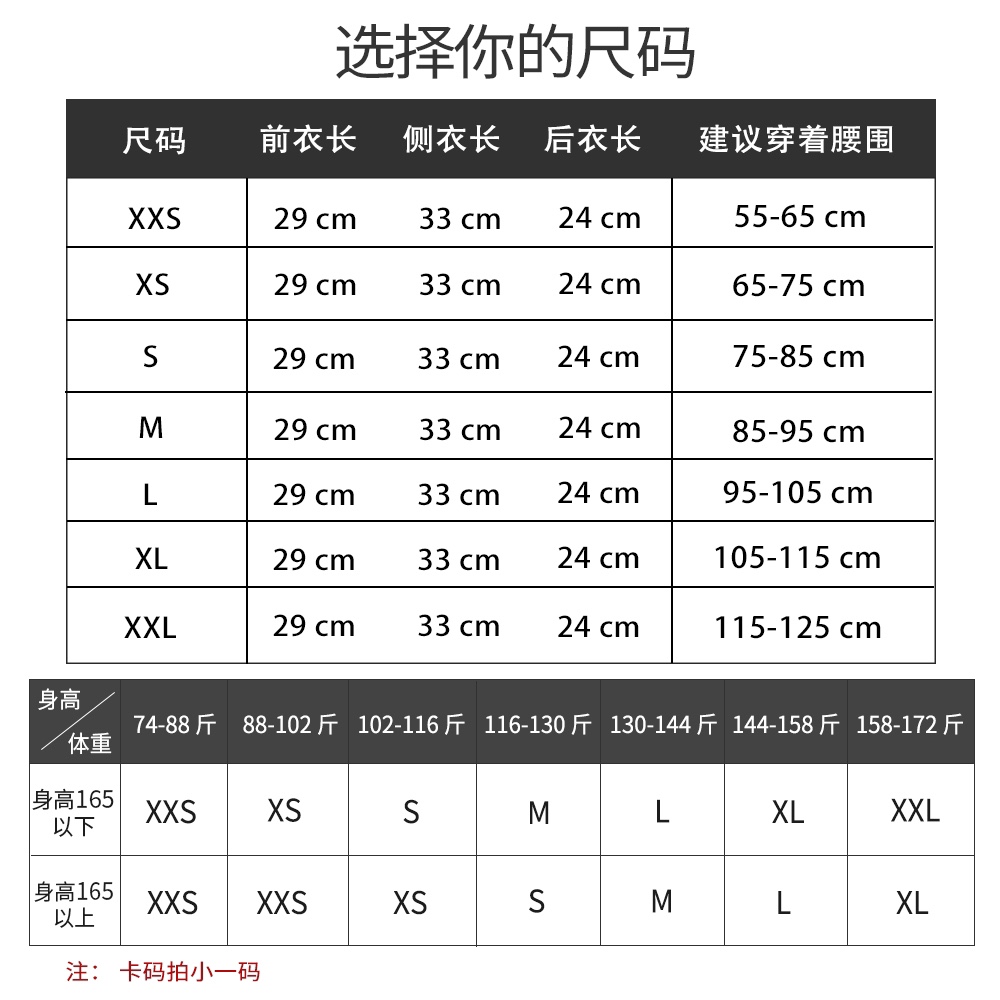 选择你的尺码
尺码 前衣长 侧衣长 后衣长 建议穿着腰围
XXS 29 cm 33 cm 24 cm 55-65 cm
XS 29 cm 33 cm 24 cm 65-75 cm
S 29 cm 33 cm 24 cm 75-85 cm
M 29 cm 33 cm 24 cm 85-95 cm
L 29 cm 33 cm 24 cm 95-105 cm
XL 29 cm 33 cm 24 cm 105-115 cm
XXL 29 cm 33 cm 24 cm 115-125 cm
身高
体重
74-88 斤 88-102 斤 102-116 斤 116-130 斤 130-144 斤 144-158 斤 158-172 斤
身高165
以下
XXS XS S M L XL XXL
身高165
以上
XXS XXS XS S M L XL
注： 卡码拍小一码